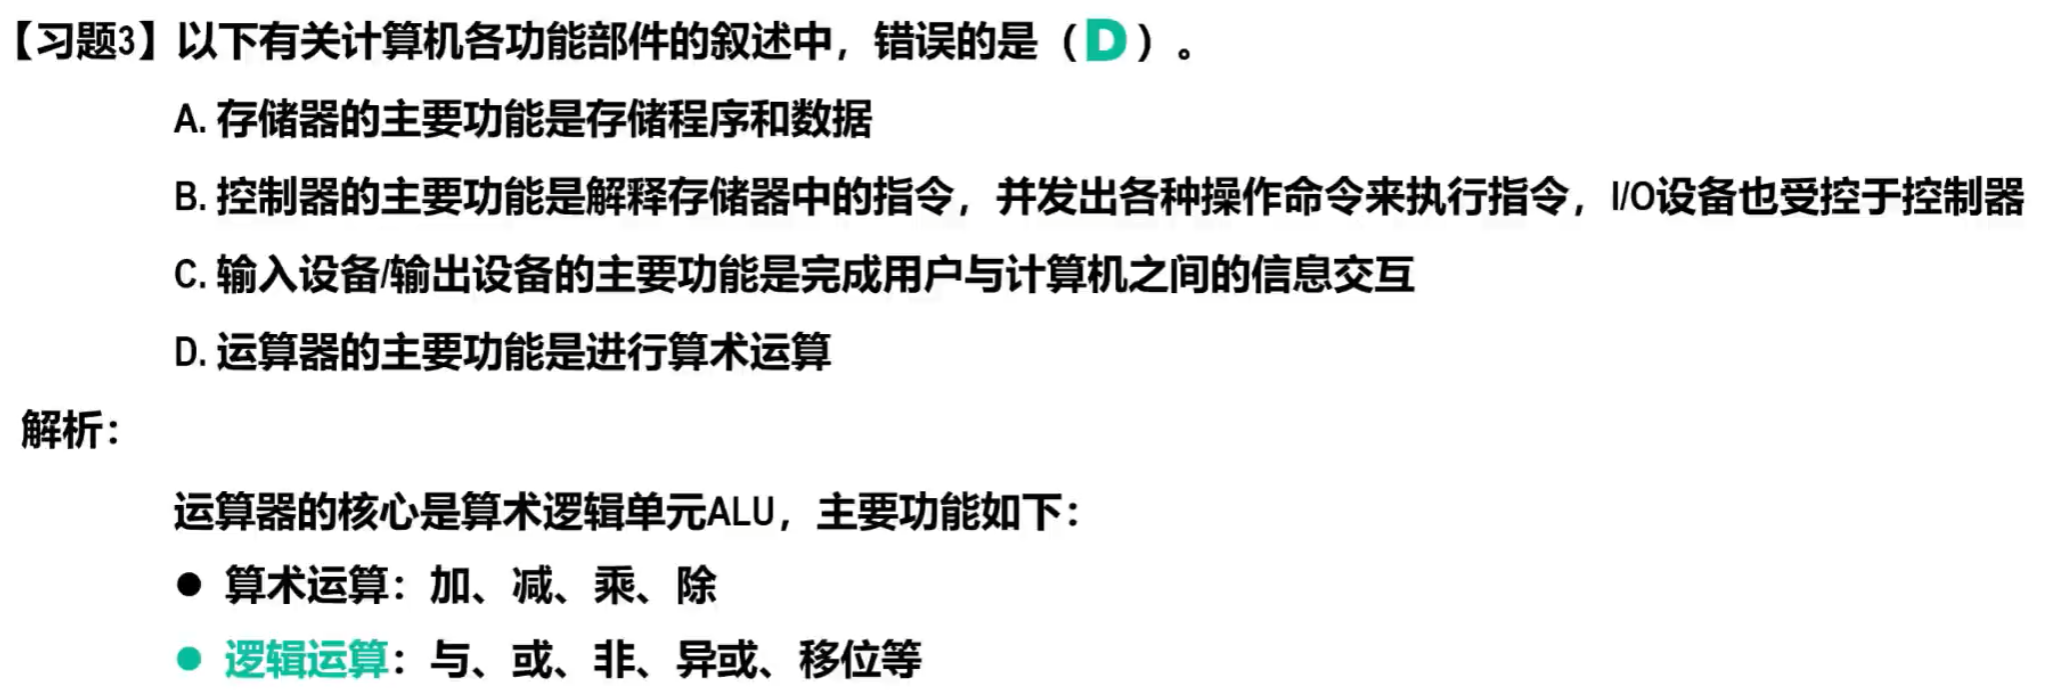 【习题3】以下有关计算机各功能部件的叙述中，错误的是（D）。
A. 存储器的主要功能是存储程序和数据
B. 控制器的主要功能是解释存储器中的指令，并发出各种操作命令来执行指令，I/O设备也受控于控制器
C. 输入设备/输出设备的主要功能是完成用户与计算机之间的信息交互
D. 运算器的主要功能是进行算术运算
解析：
运算器的核心是算术逻辑单元ALU，主要功能如下：
● 算术运算：加、减、乘、除
● 逻辑运算：与、或、非、异或、移位等